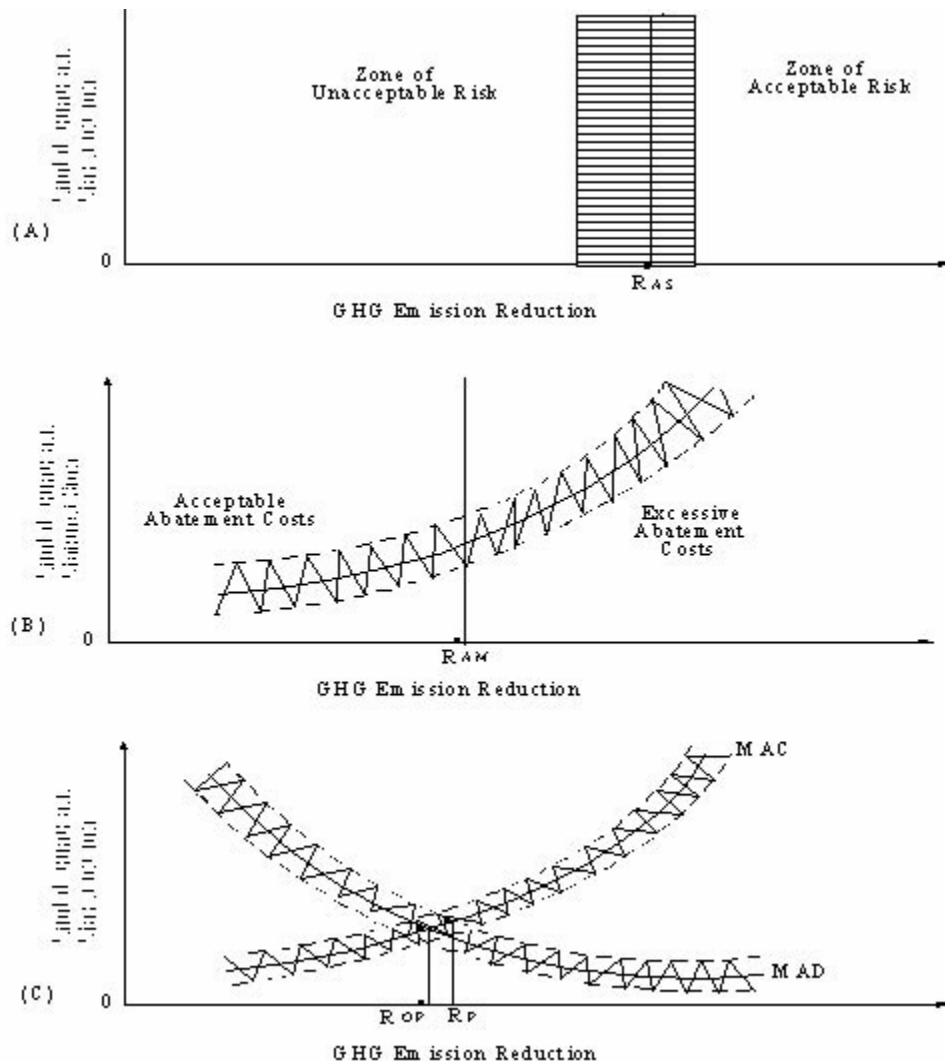 Zone of
Unacceptable Risk
Zone of
Acceptable Risk
(A)
0
RAS
GHG Emission Reduction
Acceptable
Abatement Costs
Excessive
Abatement
Costs
(B)
0
RAM
GHG Emission Reduction
MAC
MAD
(C)
0
ROP RP
GHG Emission Reduction